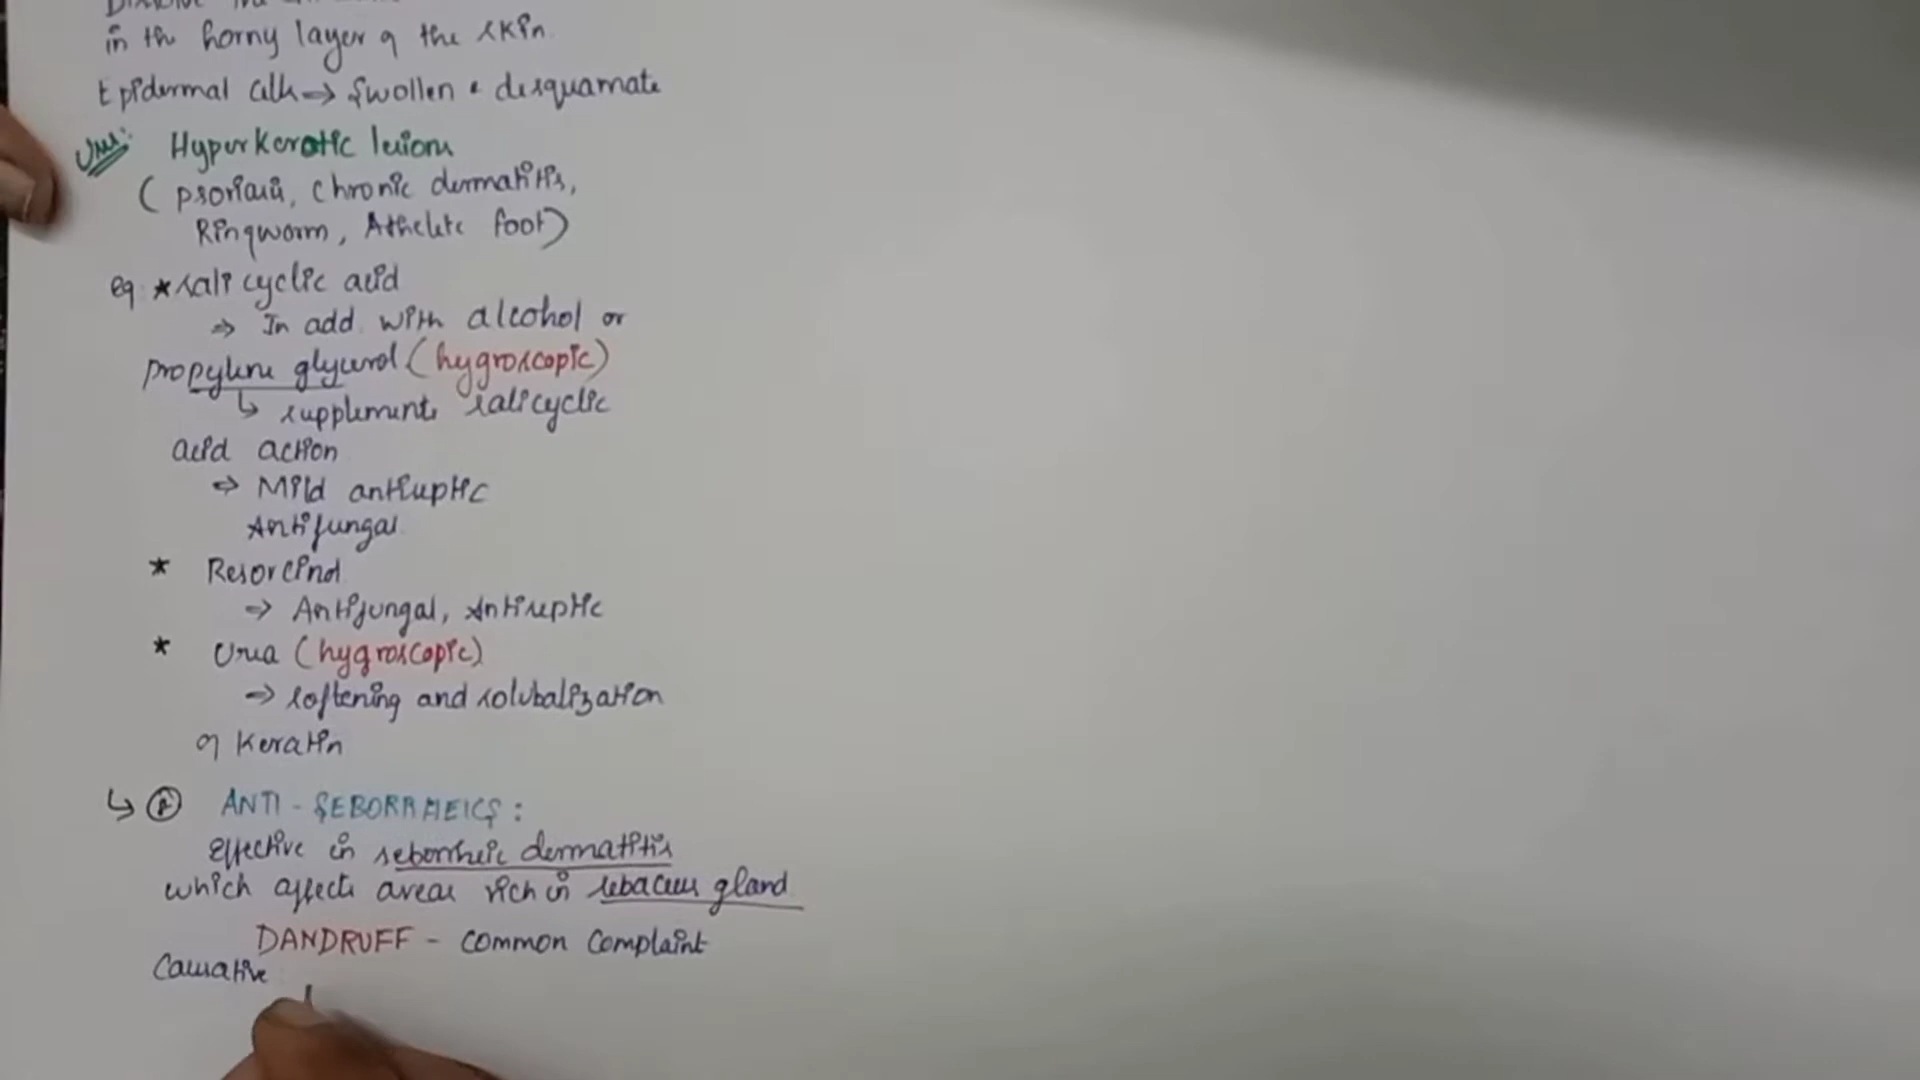 in th horny layer of the skin.
Epidermal cells → swollen & desquamate
Uses: Hyperkerotic lesions
( psoriasis, chronic dermatitis,
Ringworm, Athelete foot)
eg ★ salicyclic acid
⇒ In add. with alcohol or
propylene glycerol (hygroscopic)
↳ supplements salicyclic
acid action
⇒ Mild antiseptic
Antifungal
★ Resorcinol
⇒ Antifungal, Antiseptic
★ Urea (hygroscopic)
⇒ softening and solubalization
of Keratin
↳ ANTI - SEBORRHEICS :
Effective in seborrheic dermatitis
which affects areas rich in sebaceus gland
DANDRUFF - common complaint
Causative